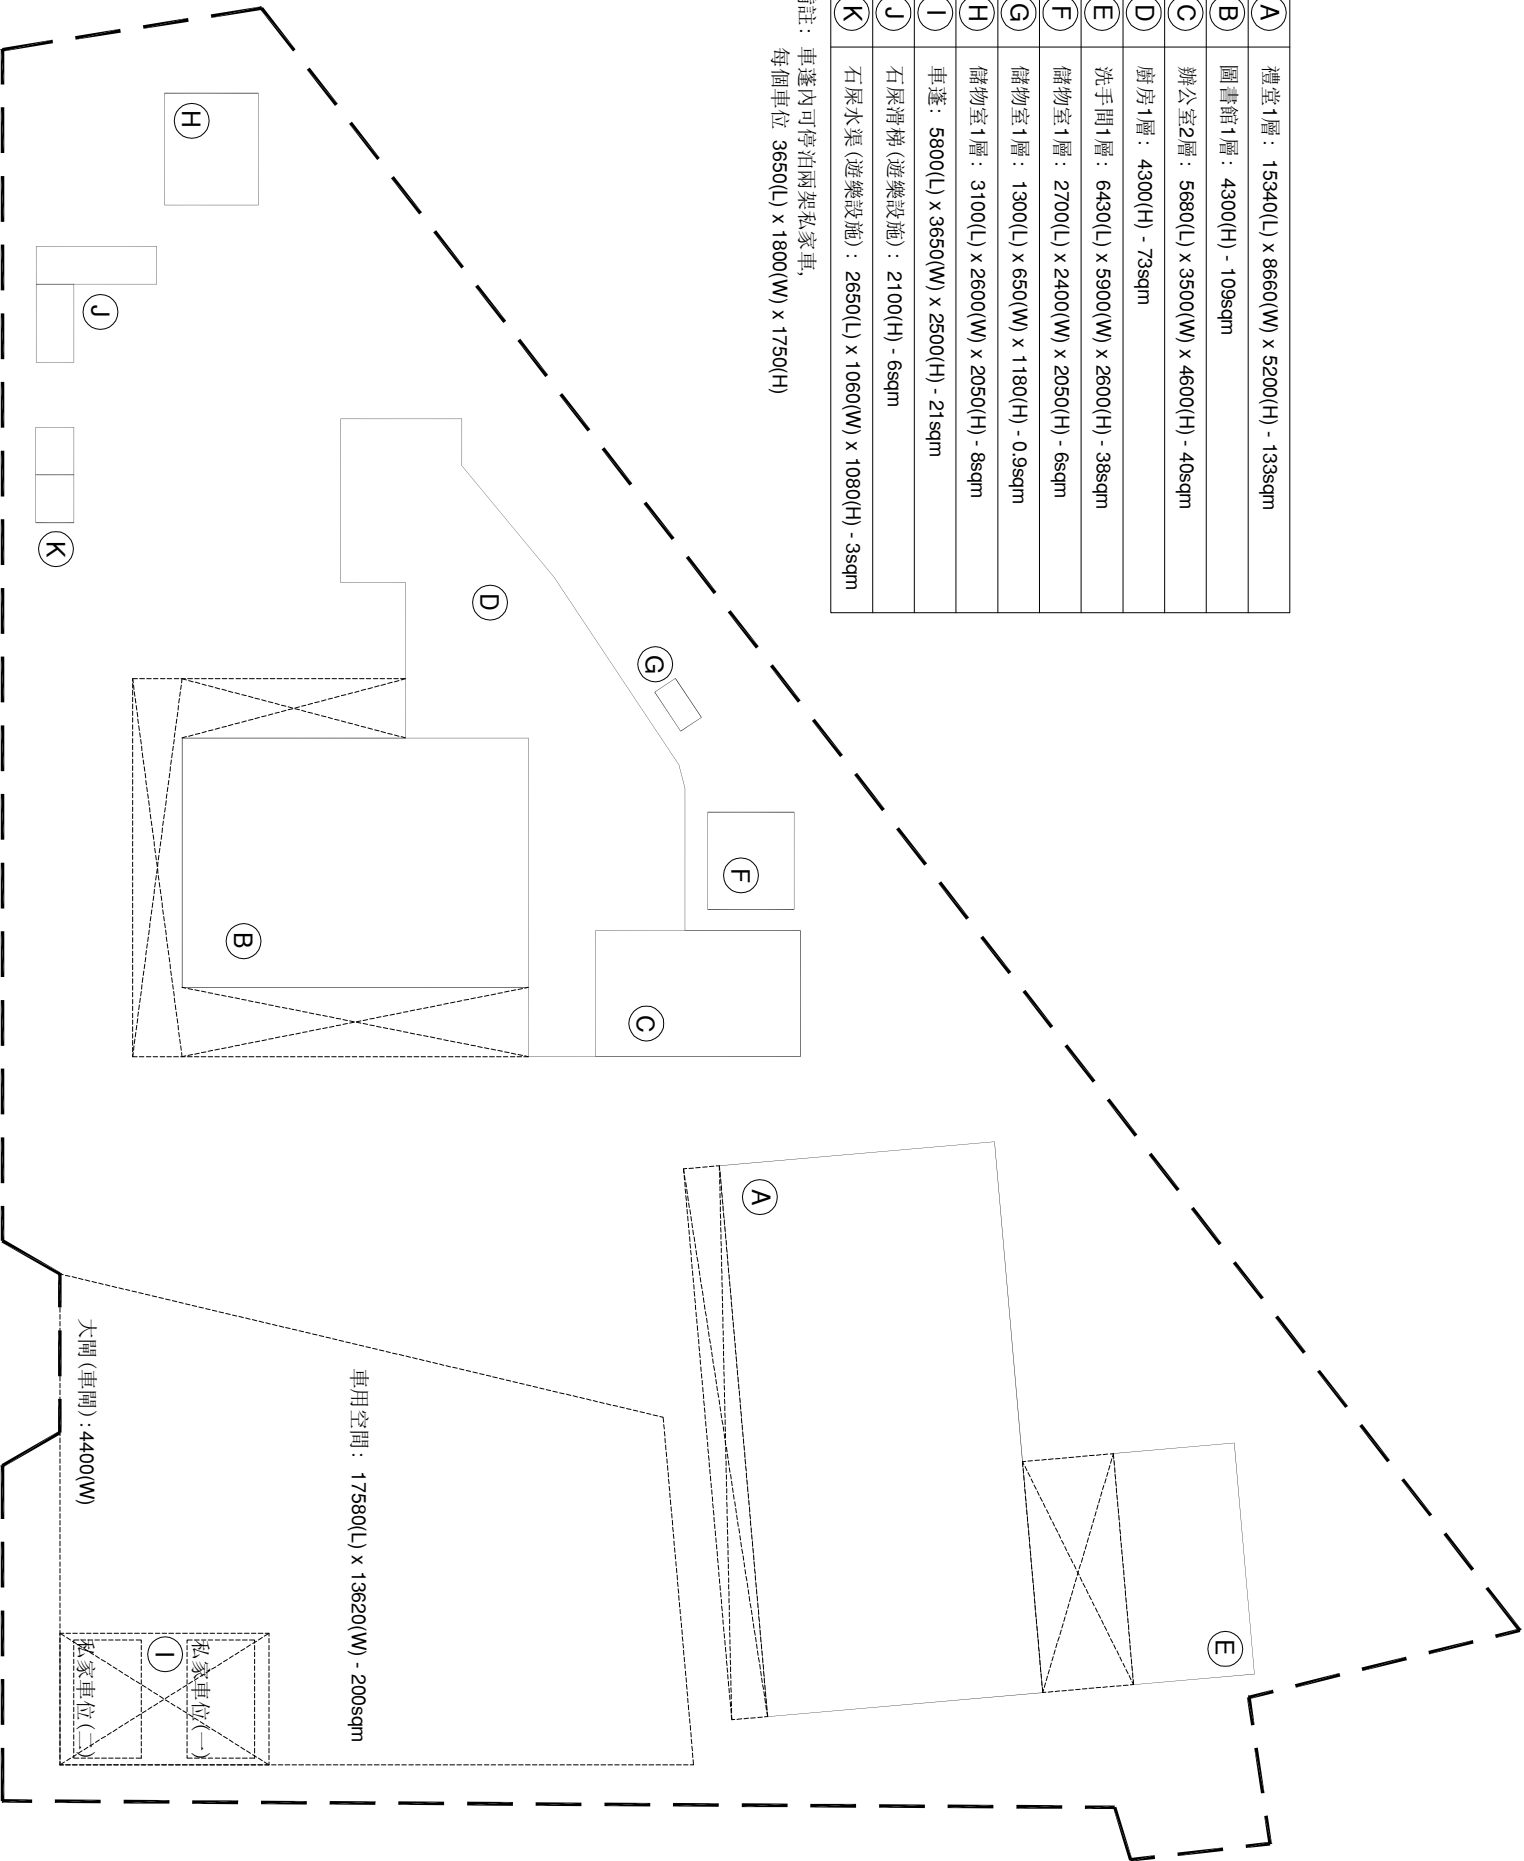 A 禮堂1層： 15340(L) x 8660(W) x 5200(H) - 133sqm
B 圖書館1層： 4300(H) - 109sqm
C 辦公室2層： 5680(L) x 3500(W) x 4600(H) - 40sqm
D 廚房1層： 4300(H) - 73sqm
E 洗手間1層： 6430(L) x 5900(W) x 2600(H) - 38sqm
F 儲物室1層： 2700(L) x 2400(W) x 2050(H) - 6sqm
G 儲物室1層： 1300(L) x 650(W) x 1180(H) - 0.9sqm
H 儲物室1層： 3100(L) x 2600(W) x 2050(H) - 8sqm
I 車蓬： 5800(L) x 3650(W) x 2500(H) - 21sqm
J 石屎滑梯 (遊樂設施)： 2100(H) - 6sqm
K 石屎水渠 (遊樂設施)： 2650(L) x 1060(W) x 1080(H) - 3sqm
備註： 車蓬內可停泊兩架私家車,
每個車位 3650(L) x 1800(W) x 1750(H)
E
A
F
C
G
D
B
H
J
K
車用空間： 17580(L) x 13620(W) - 200sqm
私家車位 (一)
I
大閘 (車閘) : 4400(W)
私家車位 (二)